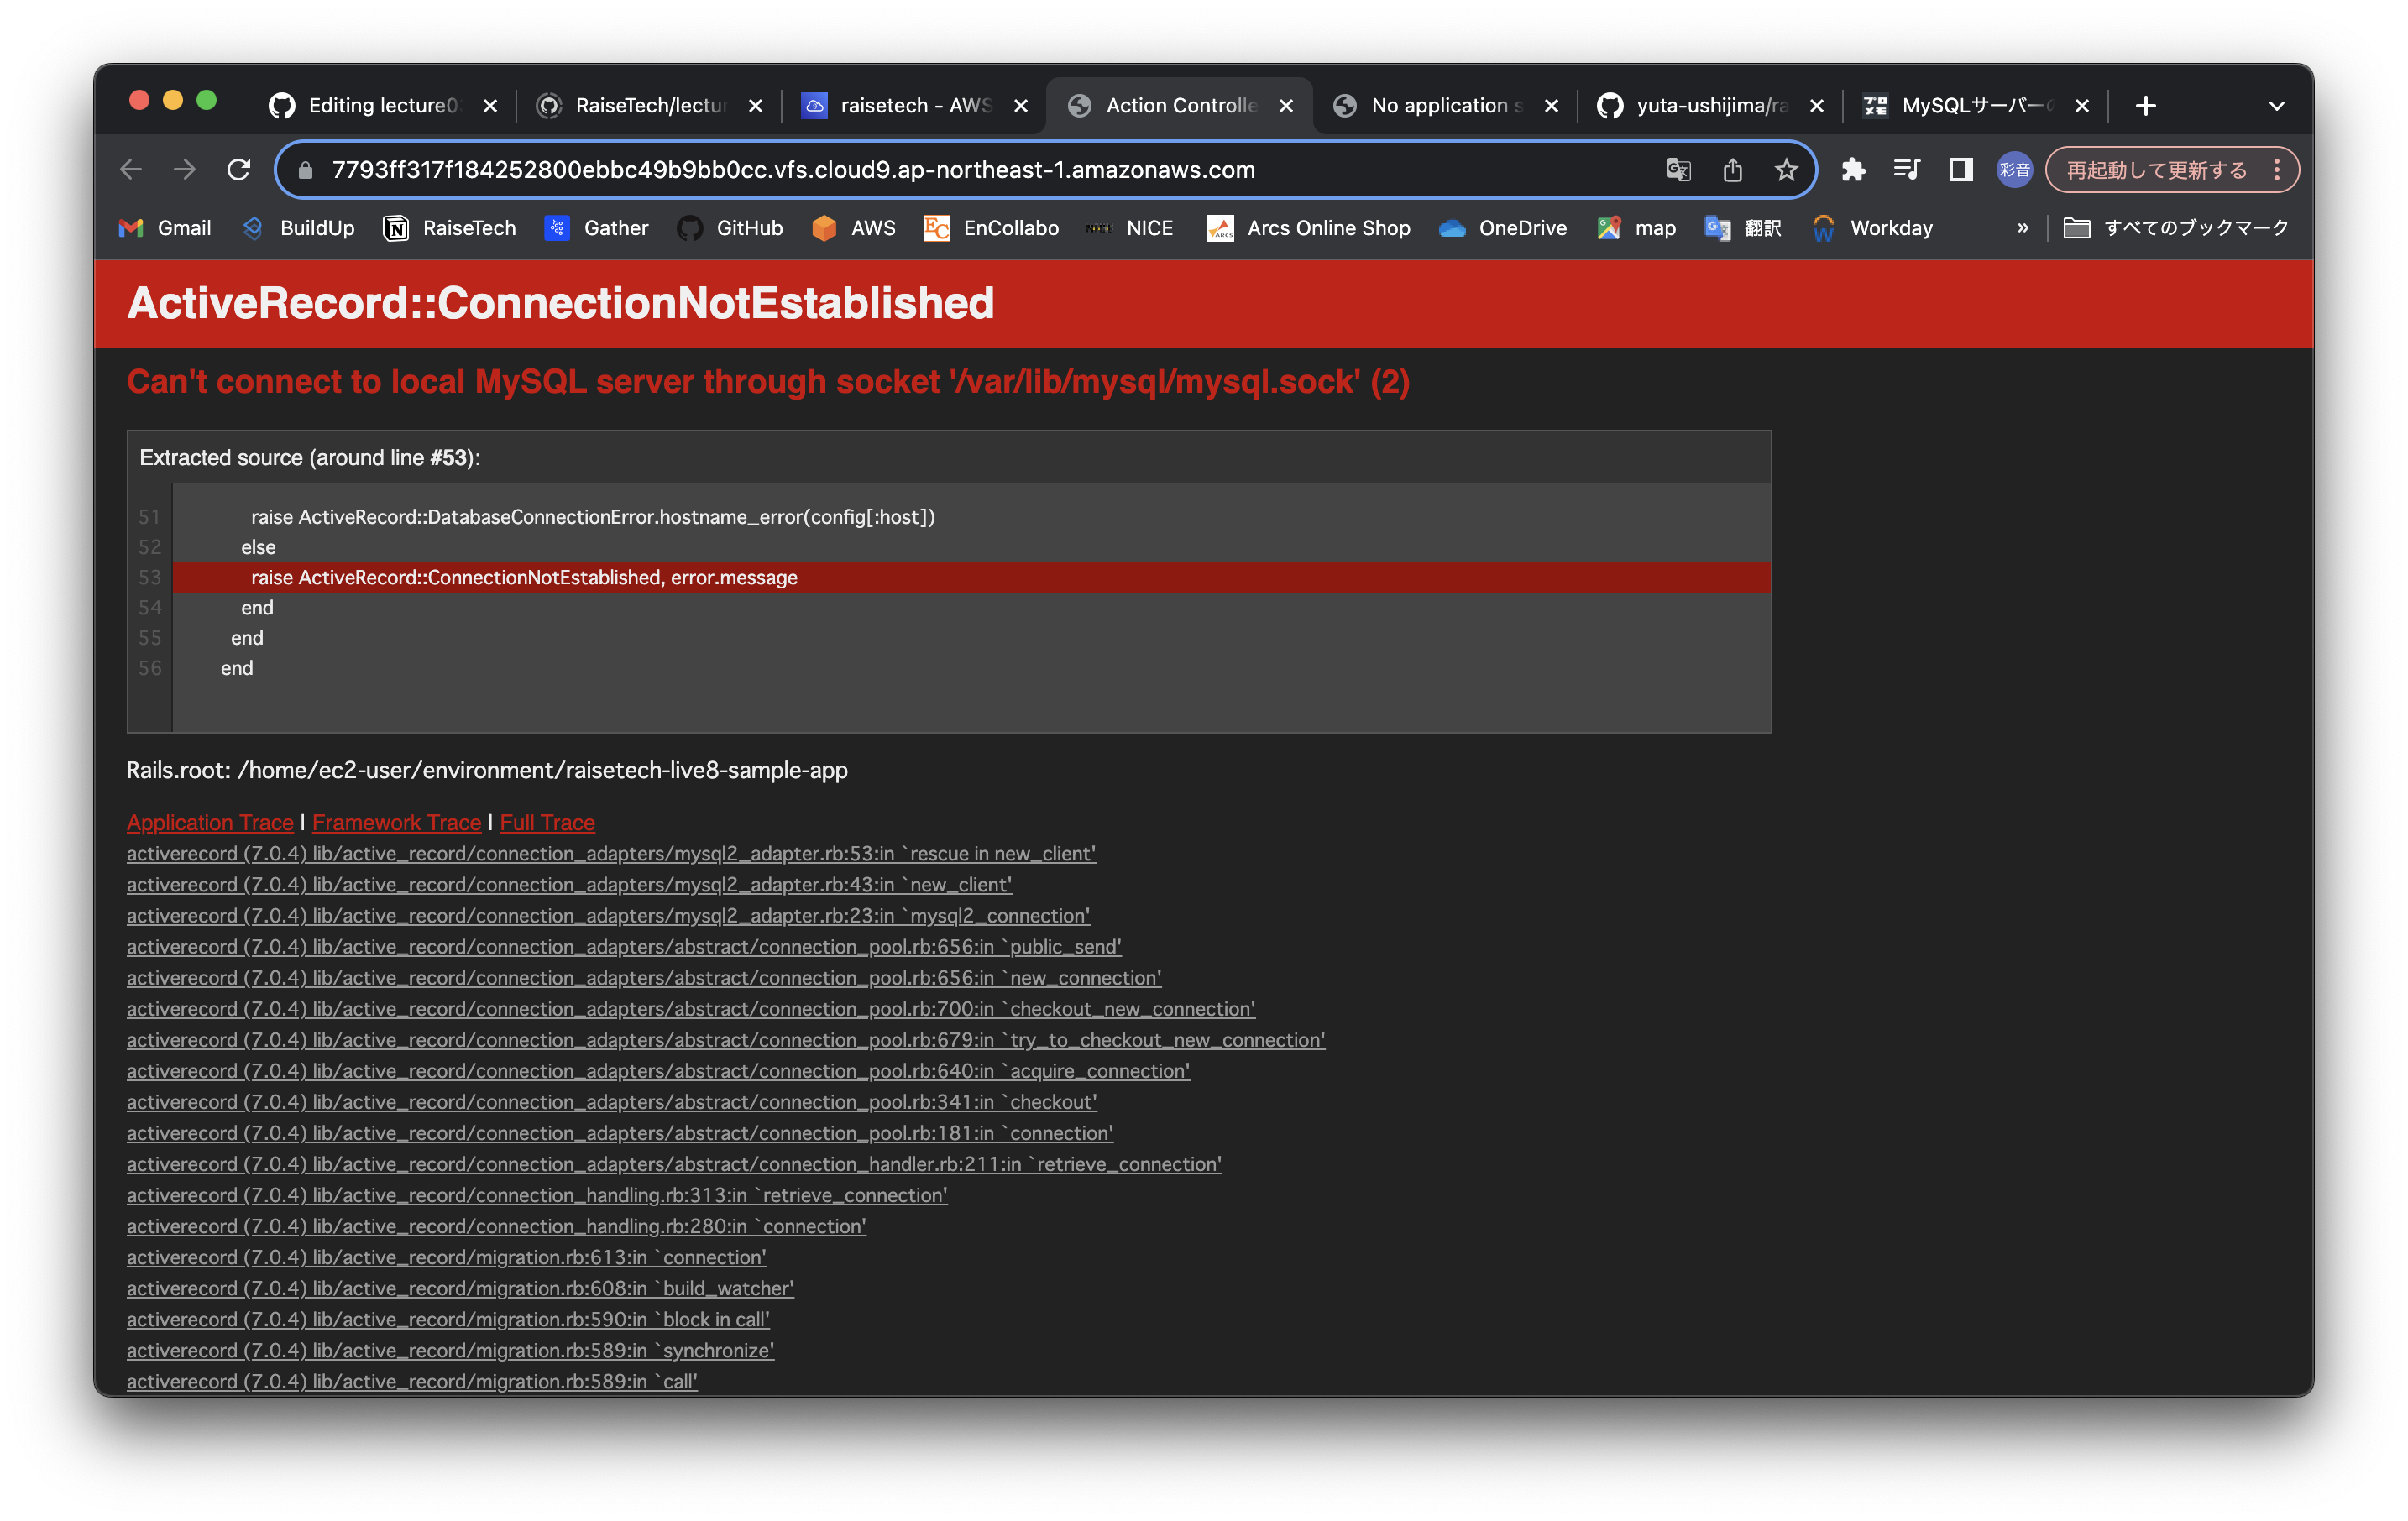 Editing lecture0
RaiseTech/lectur
raisetech - AWS
Action Controlle
No application s
yuta-ushijima/ra
MySQLサーバーの
7793ff317f184252800ebbc49b9bb0cc.vfs.cloud9.ap-northeast-1.amazonaws.com
彩音
再起動して更新する
Gmail
BuildUp
RaiseTech
Gather
GitHub
AWS
EnCollabo
NICE
Arcs Online Shop
OneDrive
map
翻訳
Workday
»
すべてのブックマーク
ActiveRecord::ConnectionNotEstablished
Can't connect to local MySQL server through socket '/var/lib/mysql/mysql.sock' (2)
Extracted source (around line #53):
51 raise ActiveRecord::DatabaseConnectionError.hostname_error(config[:host])
52 else
53 raise ActiveRecord::ConnectionNotEstablished, error.message
54 end
55 end
56 end
Rails.root: /home/ec2-user/environment/raisetech-live8-sample-app
Application Trace | Framework Trace | Full Trace
activerecord (7.0.4) lib/active_record/connection_adapters/mysql2_adapter.rb:53:in `rescue in new_client'
activerecord (7.0.4) lib/active_record/connection_adapters/mysql2_adapter.rb:43:in `new_client'
activerecord (7.0.4) lib/active_record/connection_adapters/mysql2_adapter.rb:23:in `mysql2_connection'
activerecord (7.0.4) lib/active_record/connection_adapters/abstract/connection_pool.rb:656:in `public_send'
activerecord (7.0.4) lib/active_record/connection_adapters/abstract/connection_pool.rb:656:in `new_connection'
activerecord (7.0.4) lib/active_record/connection_adapters/abstract/connection_pool.rb:700:in `checkout_new_connection'
activerecord (7.0.4) lib/active_record/connection_adapters/abstract/connection_pool.rb:679:in `try_to_checkout_new_connection'
activerecord (7.0.4) lib/active_record/connection_adapters/abstract/connection_pool.rb:640:in `acquire_connection'
activerecord (7.0.4) lib/active_record/connection_adapters/abstract/connection_pool.rb:341:in `checkout'
activerecord (7.0.4) lib/active_record/connection_adapters/abstract/connection_pool.rb:181:in `connection'
activerecord (7.0.4) lib/active_record/connection_adapters/abstract/connection_handler.rb:211:in `retrieve_connection'
activerecord (7.0.4) lib/active_record/connection_handling.rb:313:in `retrieve_connection'
activerecord (7.0.4) lib/active_record/connection_handling.rb:280:in `connection'
activerecord (7.0.4) lib/active_record/migration.rb:613:in `connection'
activerecord (7.0.4) lib/active_record/migration.rb:608:in `build_watcher'
activerecord (7.0.4) lib/active_record/migration.rb:590:in `block in call'
activerecord (7.0.4) lib/active_record/migration.rb:589:in `synchronize'
activerecord (7.0.4) lib/active_record/migration.rb:589:in `call'